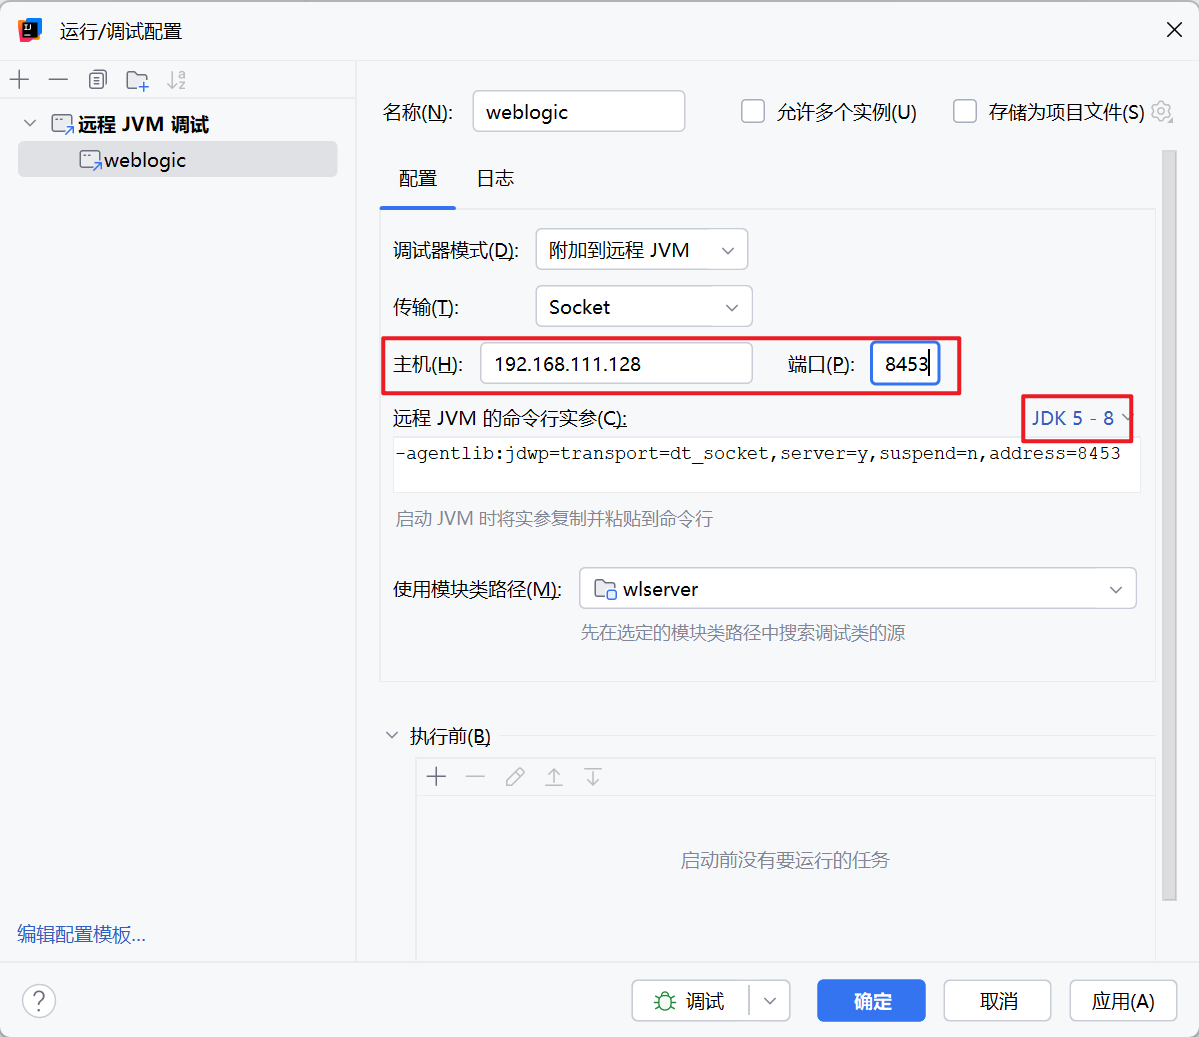 运行/调试配置
远程 JVM 调试
weblogic
编辑配置模板...
名称(N): weblogic 允许多个实例(U) 存储为项目文件(S)
配置 日志
调试器模式(D): 附加到远程 JVM
传输(T): Socket
主机(H): 192.168.111.128 端口(P): 8453
远程 JVM 的命令行实参(C): JDK 5 - 8
-agentlib:jdwp=transport=dt_socket,server=y,suspend=n,address=8453
启动 JVM 时将实参复制并粘贴到命令行
使用模块类路径(M): wlserver
先在选定的模块类路径中搜索调试类的源
执行前(B)
启动前没有要运行的任务
? 调试 确定 取消 应用(A)